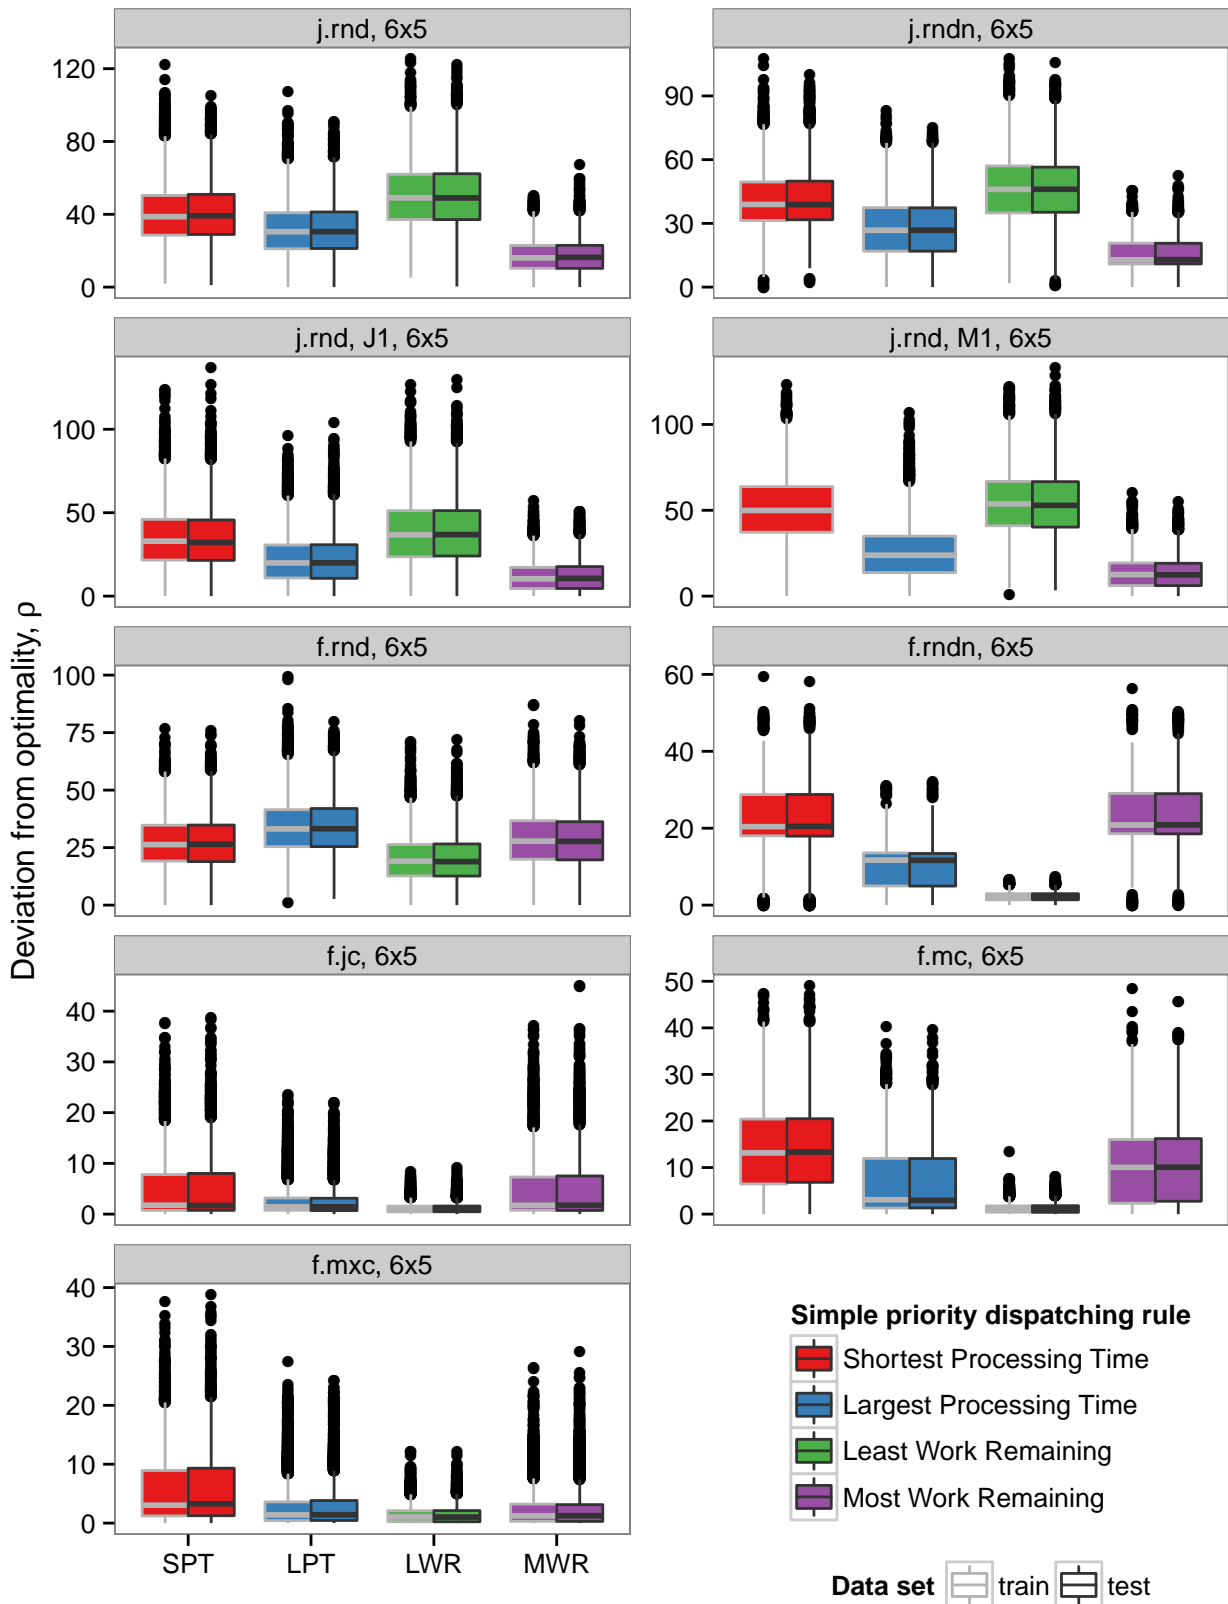 j.rnd, 6x5
120
80
40
0
j.rndn, 6x5
90
60
30
0
j.rnd, J1, 6x5
100
50
0
j.rnd, M1, 6x5
100
50
0
f.rnd, 6x5
100
75
50
25
0
f.rndn, 6x5
60
40
20
0
f.jc, 6x5
40
30
20
10
0
f.mc, 6x5
50
40
30
20
10
0
f.mxc, 6x5
40
30
20
10
0
SPT LPT LWR MWR
Deviation from optimality, ρ
Simple priority dispatching rule
Shortest Processing Time
Largest Processing Time
Least Work Remaining
Most Work Remaining
Data set train test